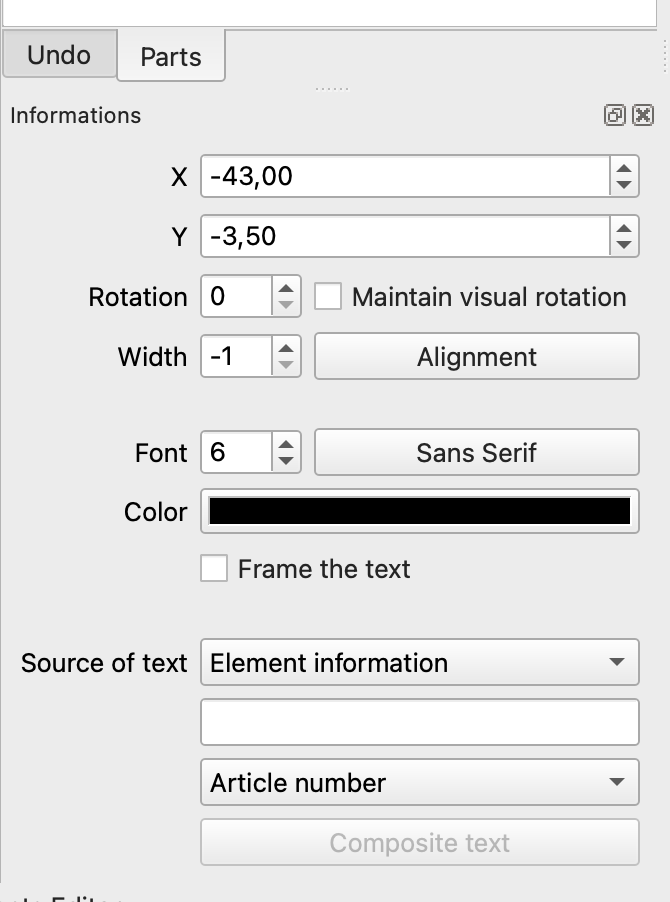 Undo Parts
Informations
X -43,00
Y -3,50
Rotation 0 Maintain visual rotation
Width -1 Alignment
Font 6 Sans Serif
Color
Frame the text
Source of text Element information
Article number
Composite text